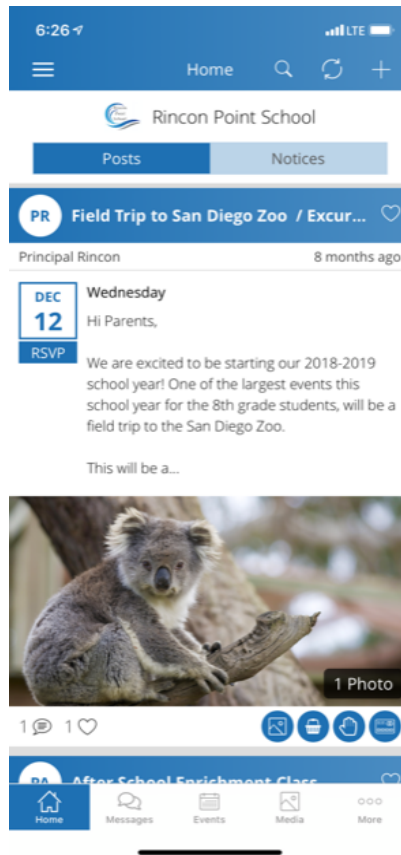 6:26
LTE
Home
Rincon Point School
Posts
Notices
PR
Field Trip to San Diego Zoo / Excur...
Principal Rincon
8 months ago
DEC
12
RSVP
Wednesday
Hi Parents,
We are excited to be starting our 2018-2019
school year! One of the largest events this
school year for the 8th grade students, will be a
field trip to the San Diego Zoo.
This will be a...
1 Photo
1
1
After School Enrichment Class
Home
Messages
Events
Media
More